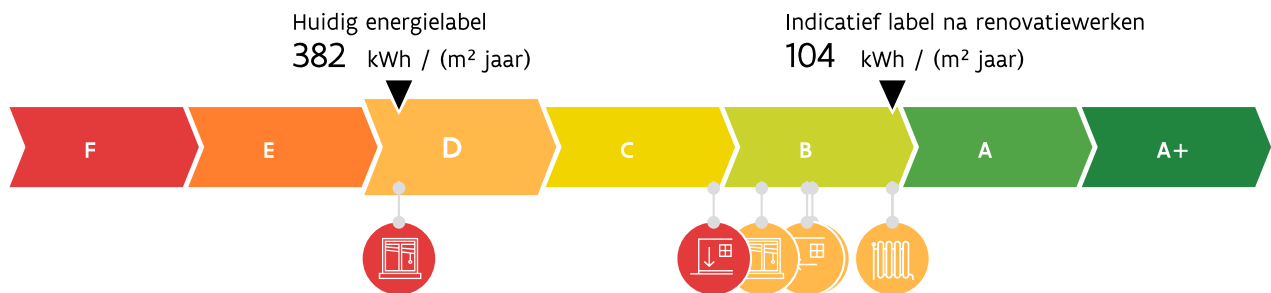 Huidig energielabel
382 kWh / (m² jaar)
Indicatief label na renovatiewerken
104 kWh / (m² jaar)
F E D C B A A+